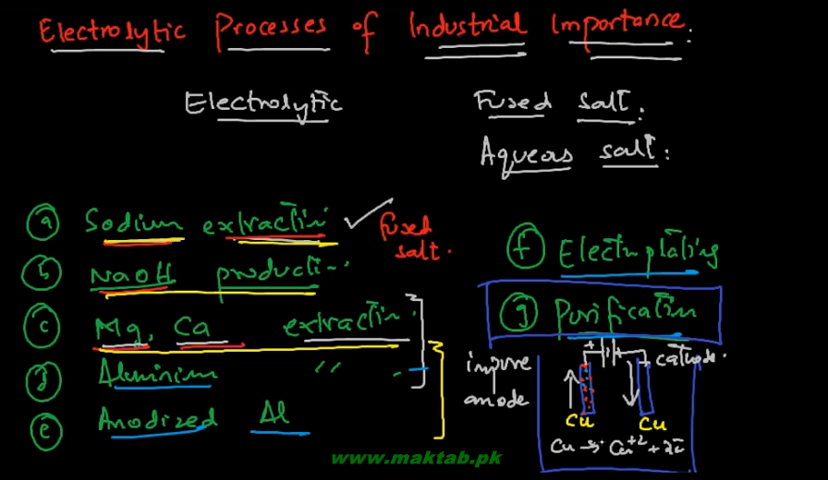 Electrolytic Processes of Industrial Importance.
Electrolytic Fused Salt.
Aqueas salt.
(a) Sodium extractin ✓ fused salt.
(b) NaOH productin
(c) Mg, Ca extractin.
(d) Aluminium " .
(e) Anodized Al
(f) Electroplating
(g) Purification
+ cathode.
impure anode
Cu Cu
Cu → Cu+2 + 2e
www.maktab.pk